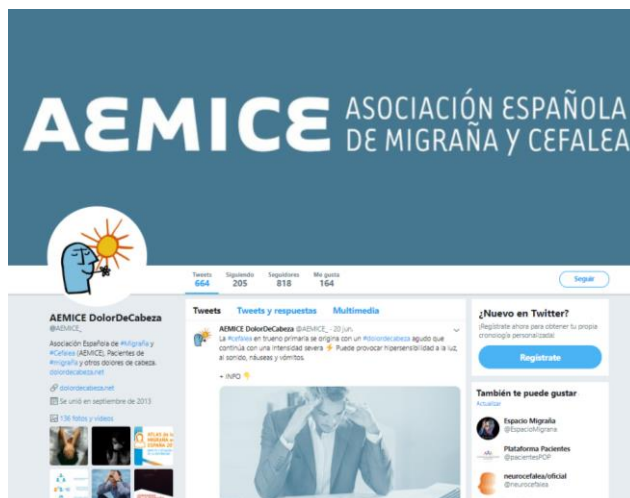 AEMICE
ASOCIACIÓN ESPAÑOLA
DE MIGRAÑA Y CEFALEA
Tweets Siguiendo Seguidores Me gusta
664 205 818 164
Seguir
AEMICE DolorDeCabeza
@AEMICE_
Asociación Española de #Migraña y
#Cefalea (AEMICE). Pacientes de
#migraña y otros dolores de cabeza.
dolordecabeza.net
dolordecabeza.net
Se unió en septiembre de 2013
136 fotos y vídeos
Tweets Tweets y respuestas Multimedia
AEMICE DolorDeCabeza @AEMICE_ · 20 jun.
La #cefalea en trueno primaria se origina con un #dolordecabeza agudo que
continúa con una intensidad severa ⚡ Puede provocar hipersensibilidad a la luz,
al sonido, náuseas y vómitos.
+ INFO 👇
¿Nuevo en Twitter?
¡Regístrate ahora para obtener tu propia
cronología personalizada!
Regístrate
También te puede gustar
Actualizar
Espacio Migraña
@EspacioMigrana
Plataforma Pacientes
@pacientesPOP
neurocefalea/oficial
@neurocefalea